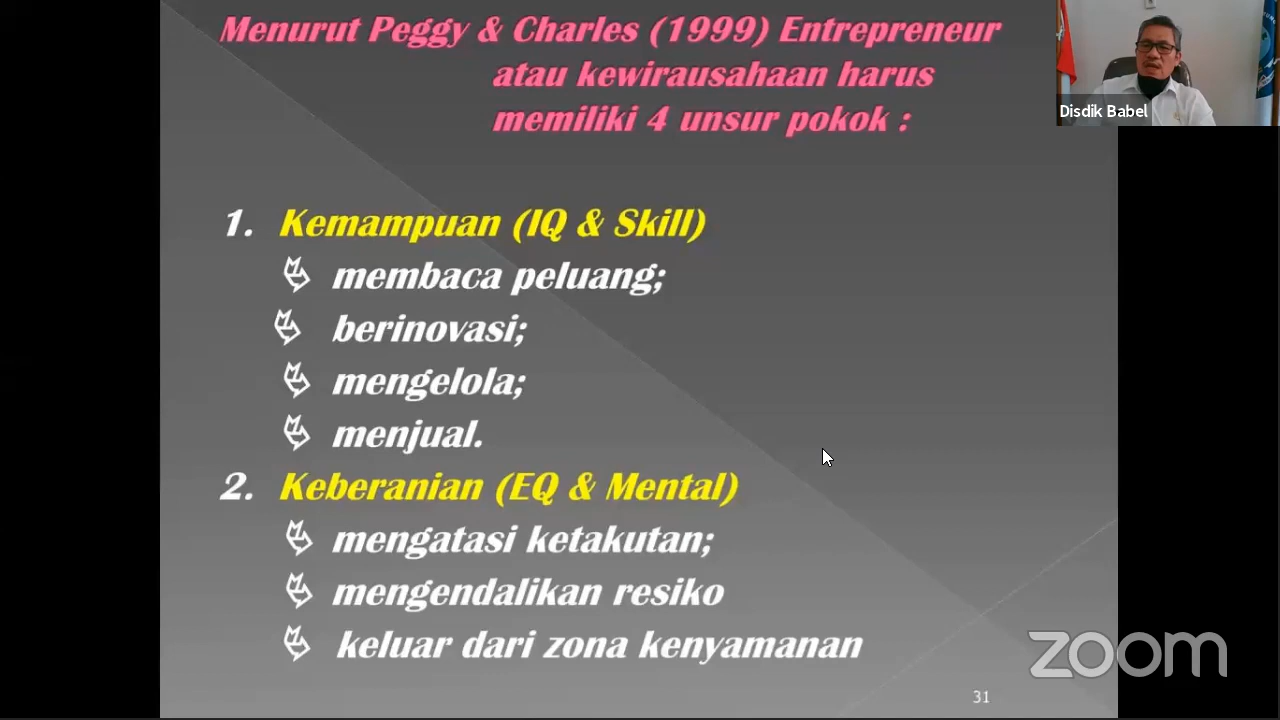 Menurut Peggy & Charles (1999) Entrepreneur
atau kewirausahaan harus
memiliki 4 unsur pokok :
Disdik Babel
1. Kemampuan (IQ & Skill)
membaca peluang;
berinovasi;
mengelola;
menjual.
2. Keberanian (EQ & Mental)
mengatasi ketakutan;
mengendalikan resiko
keluar dari zona kenyamanan
zoom
31